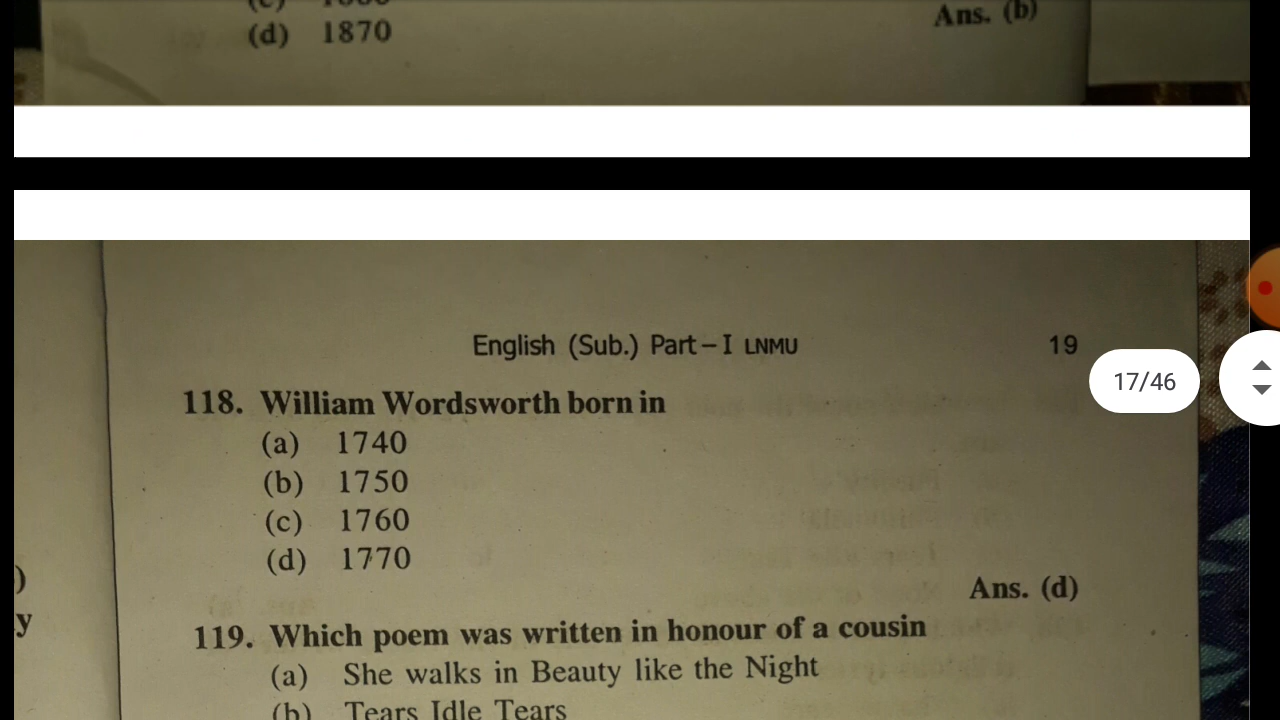 (d) 1870
Ans. (b)
English (Sub.) Part–I LNMU 19
17/46
118. William Wordsworth born in
(a) 1740
(b) 1750
(c) 1760
(d) 1770
Ans. (d)
)
y
119. Which poem was written in honour of a cousin
(a) She walks in Beauty like the Night
(b) Tears Idle Tears